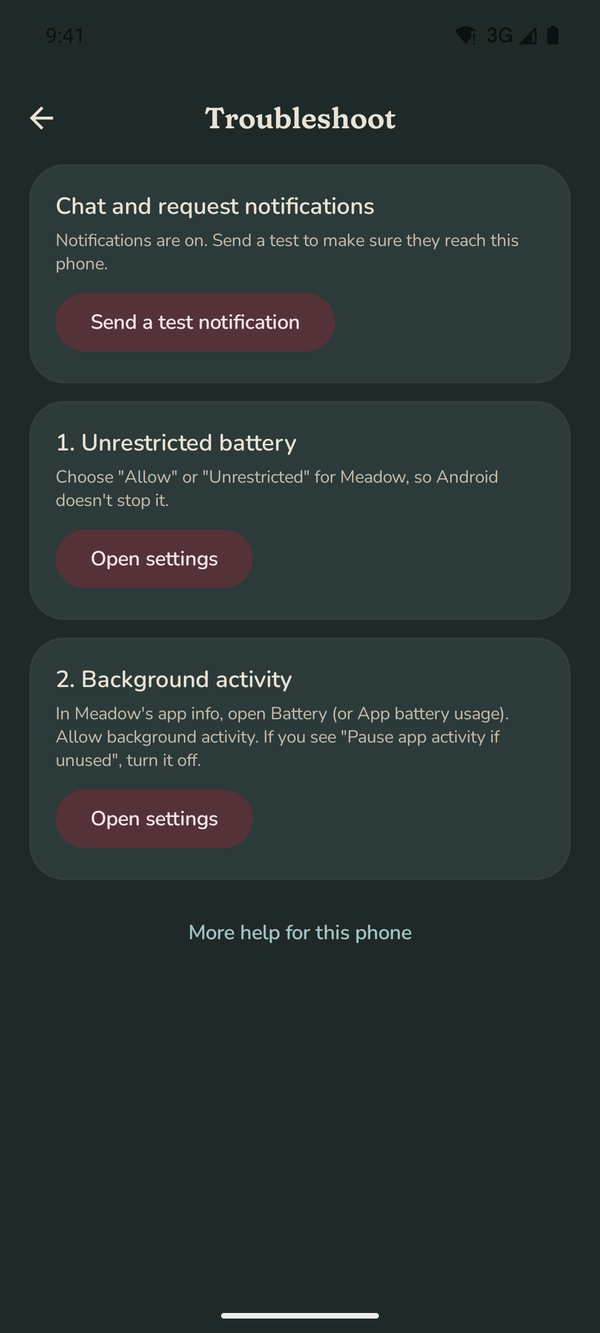 9:41
3G
Troubleshoot
Chat and request notifications
Notifications are on. Send a test to make sure they reach this
phone.
Send a test notification
1. Unrestricted battery
Choose "Allow" or "Unrestricted" for Meadow, so Android
doesn't stop it.
Open settings
2. Background activity
In Meadow's app info, open Battery (or App battery usage).
Allow background activity. If you see "Pause app activity if
unused", turn it off.
Open settings
More help for this phone